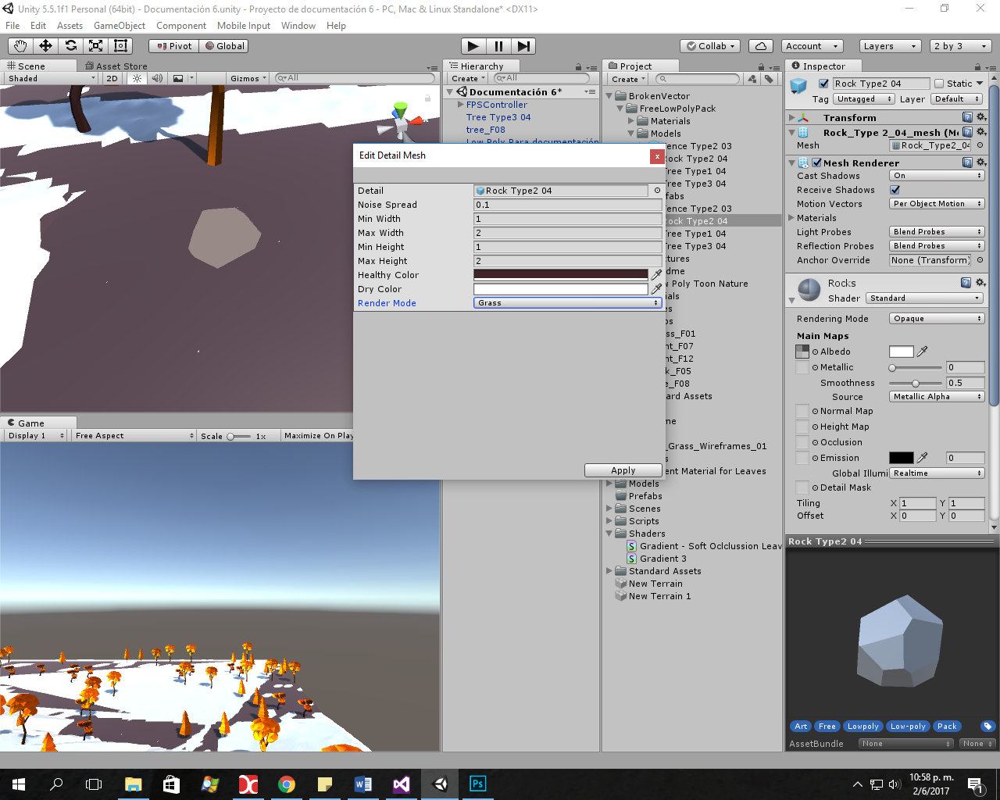 Unity 5.5.1f1 Personal (64bit) - Documentación 6.unity - Proyecto de documentación 6 - PC, Mac & Linux Standalone* <DX11>
File Edit Assets GameObject Component Mobile Input Window Help
Pivot Global Collab Account Layers 2 by 3
Scene Asset Store
Shaded 2D Gizmos All
Hierarchy
Create All
Documentación 6*
FPSController
Tree Type3 04
tree_F08
Low Poly Para documentación
Project
Create
BrokenVector
FreeLowPolyPack
Materials
Models
ence Type2 03
ock Type2 04
ree Type1 04
ree Type3 04
fabs
ence Type2 03
ock Type2 04
ree Type1 04
ree Type3 04
tures
dme
w Poly Toon Nature
ials
es
bs
ss_F01
nt_F07
nt_F12
k_F05
e_F08
dard Assets
me
_Grass_Wireframes_01
s
ent Material for Leaves
Models
Prefabs
Scenes
Scripts
Shaders
Gradient - Soft Oclclussion Leav
Gradient 3
Standard Assets
New Terrain
New Terrain 1
Edit Detail Mesh
x
Detail Rock Type2 04
Noise Spread 0.1
Min Width 1
Max Width 2
Min Height 1
Max Height 2
Healthy Color
Dry Color
Render Mode Grass
Apply
Game
Display 1 Free Aspect Scale 1x Maximize On Play
Inspector
Rock Type2 04 Static
Tag Untagged Layer Default
Transform
Rock_Type 2_04_mesh (Me
Mesh Rock_Type2_04
Mesh Renderer
Cast Shadows On
Receive Shadows
Motion Vectors Per Object Motion
Materials
Light Probes Blend Probes
Reflection Probes Blend Probes
Anchor Override None (Transform)
Rocks
Shader Standard
Rendering Mode Opaque
Main Maps
Albedo
Metallic 0
Smoothness 0.5
Source Metallic Alpha
Normal Map
Height Map
Occlusion
Emission 0
Global Illumi Realtime
Detail Mask
Tiling X 1 Y 1
Offset X 0 Y 0
Rock Type2 04
Art Free Lowpoly Low-poly Pack
AssetBundle None None
W
Ps
10:58 p. m.
2/6/2017
1